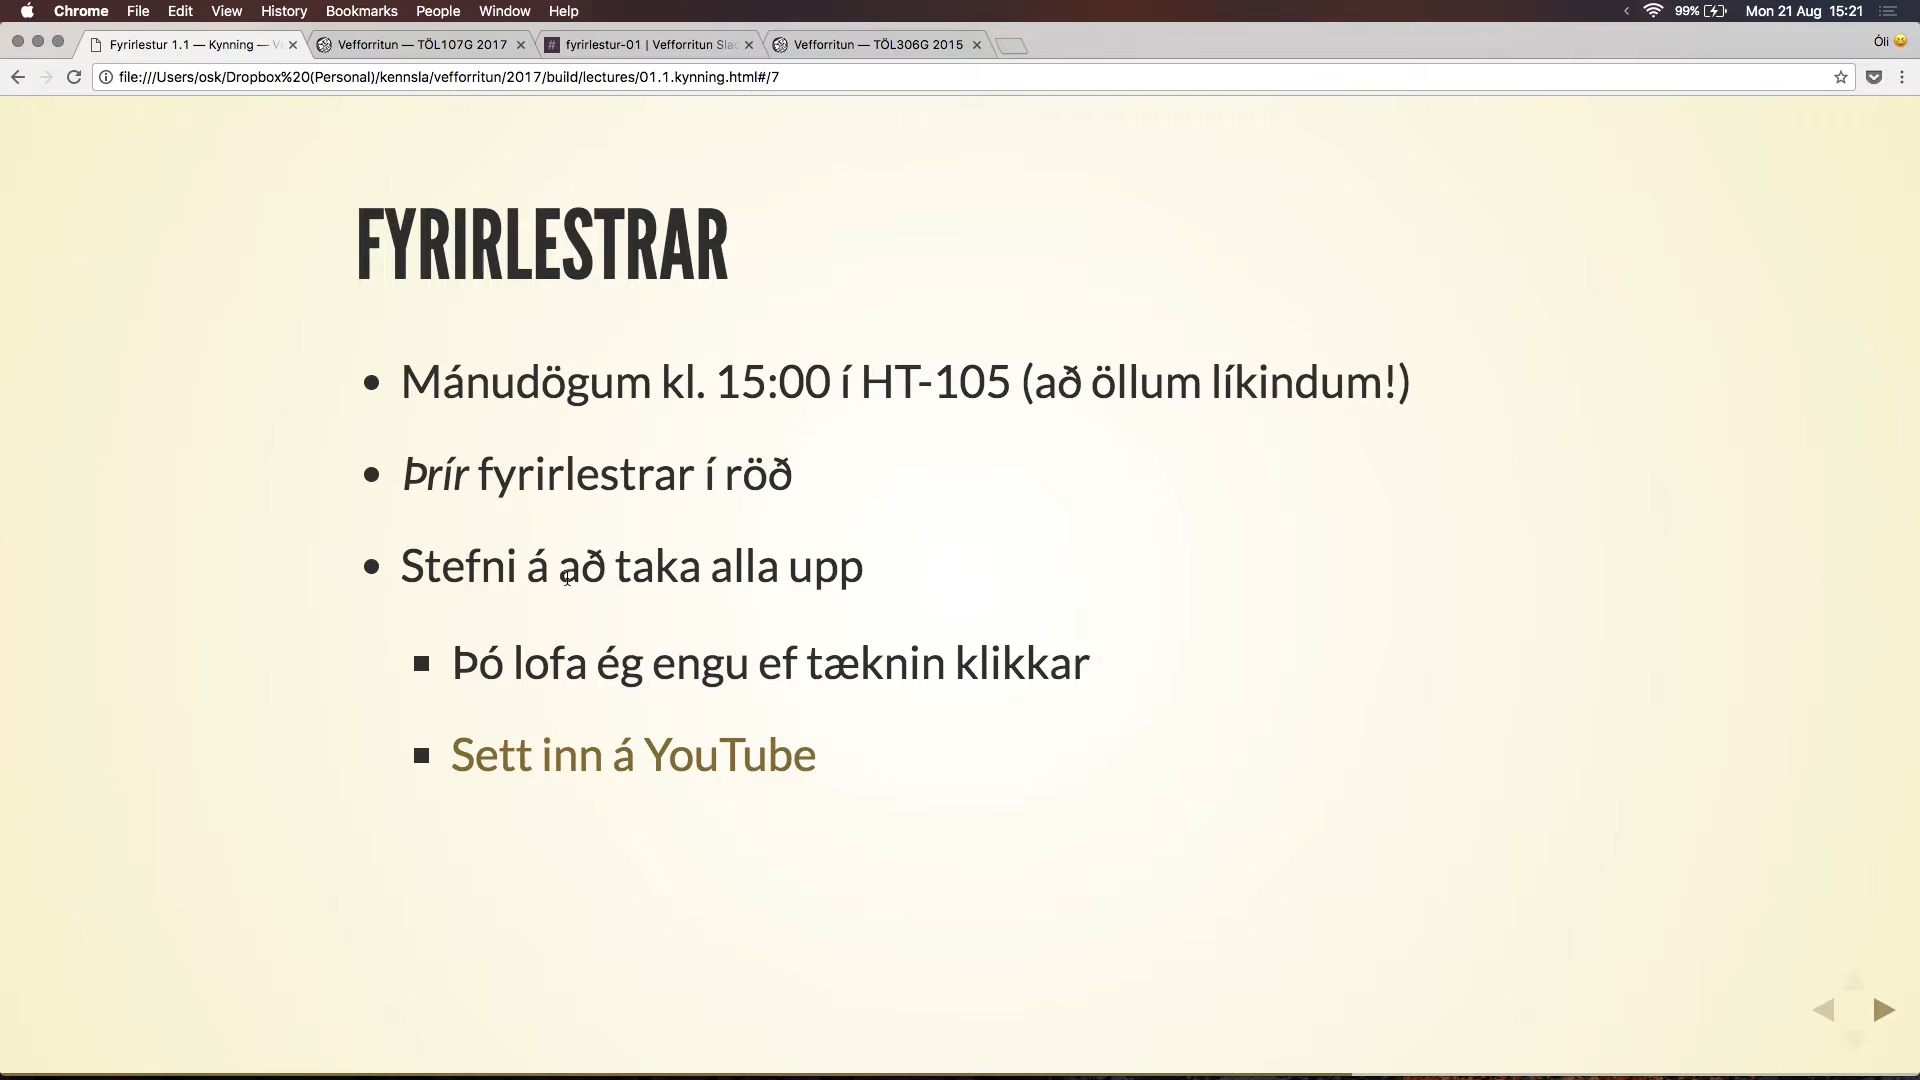 Chrome File Edit View History Bookmarks People Window Help 99% Mon 21 Aug 15:21
Fyrirlestur 1.1 — Kynning — Vefforritun — TÖL107G 2017 fyrirlestur-01 | Vefforritun Slac Vefforritun — TÖL306G 2015 Óli
file:///Users/osk/Dropbox%20(Personal)/kennsla/vefforritun/2017/build/lectures/01.1.kynning.html#/7
FYRIRLESTRAR
Mánudögum kl. 15:00 í HT-105 (að öllum líkindum!)
Þrír fyrirlestrar í röð
Stefni á að taka alla upp
Þó lofa ég engu ef tæknin klikkar
Sett inn á YouTube